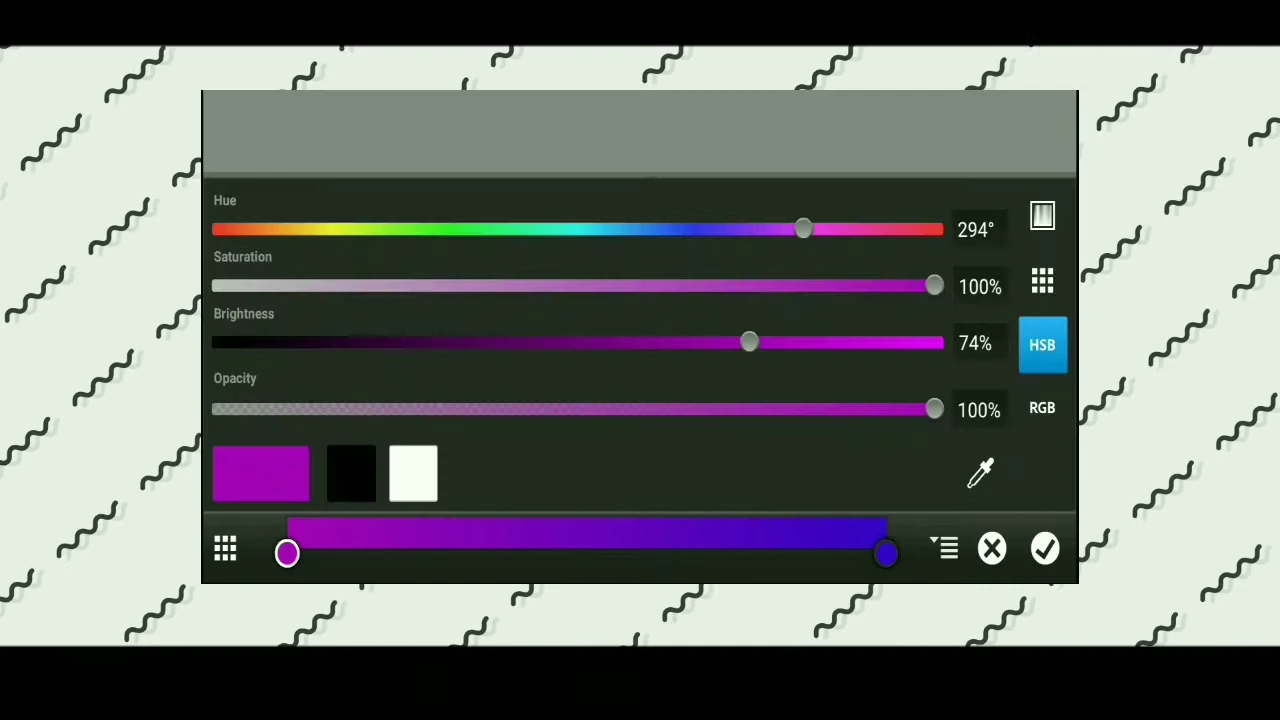 Hue
294°
Saturation
100%
Brightness
74%
HSB
Opacity
100%
RGB